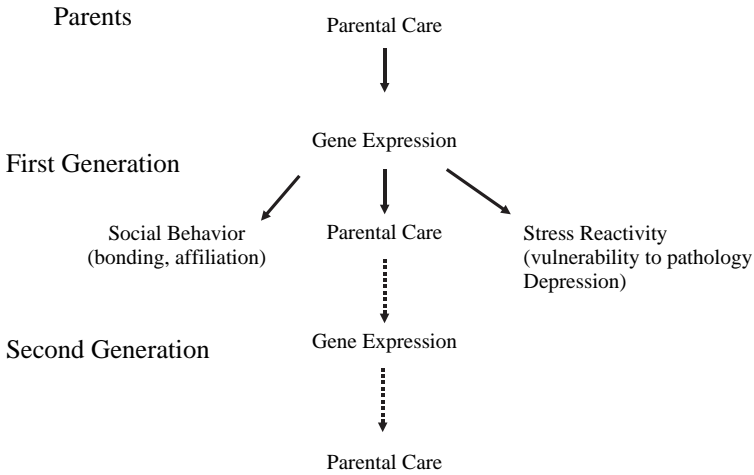 Parents
Parental Care
Gene Expression
First Generation
Social Behavior
(bonding, affiliation)
Parental Care
Stress Reactivity
(vulnerability to pathology
Depression)
Gene Expression
Second Generation
Parental Care